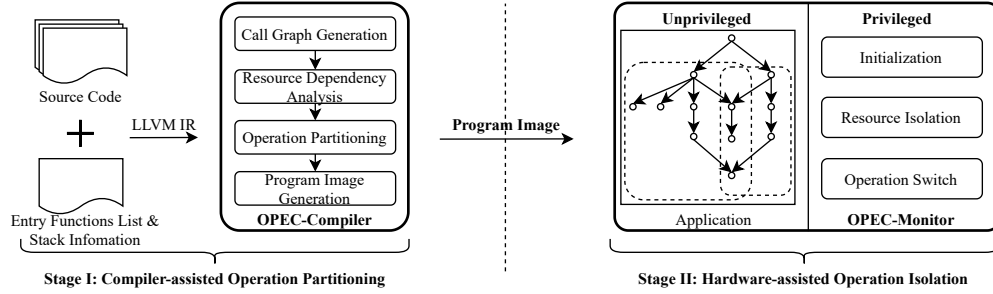 Source Code
+
Entry Functions List &
Stack Infomation
LLVM IR
Call Graph Generation
Resource Dependency
Analysis
Operation Partitioning
Program Image
Generation
OPEC-Compiler
Stage I: Compiler-assisted Operation Partitioning
Program Image
Unprivileged
Application
Privileged
Initialization
Resource Isolation
Operation Switch
OPEC-Monitor
Stage II: Hardware-assisted Operation Isolation